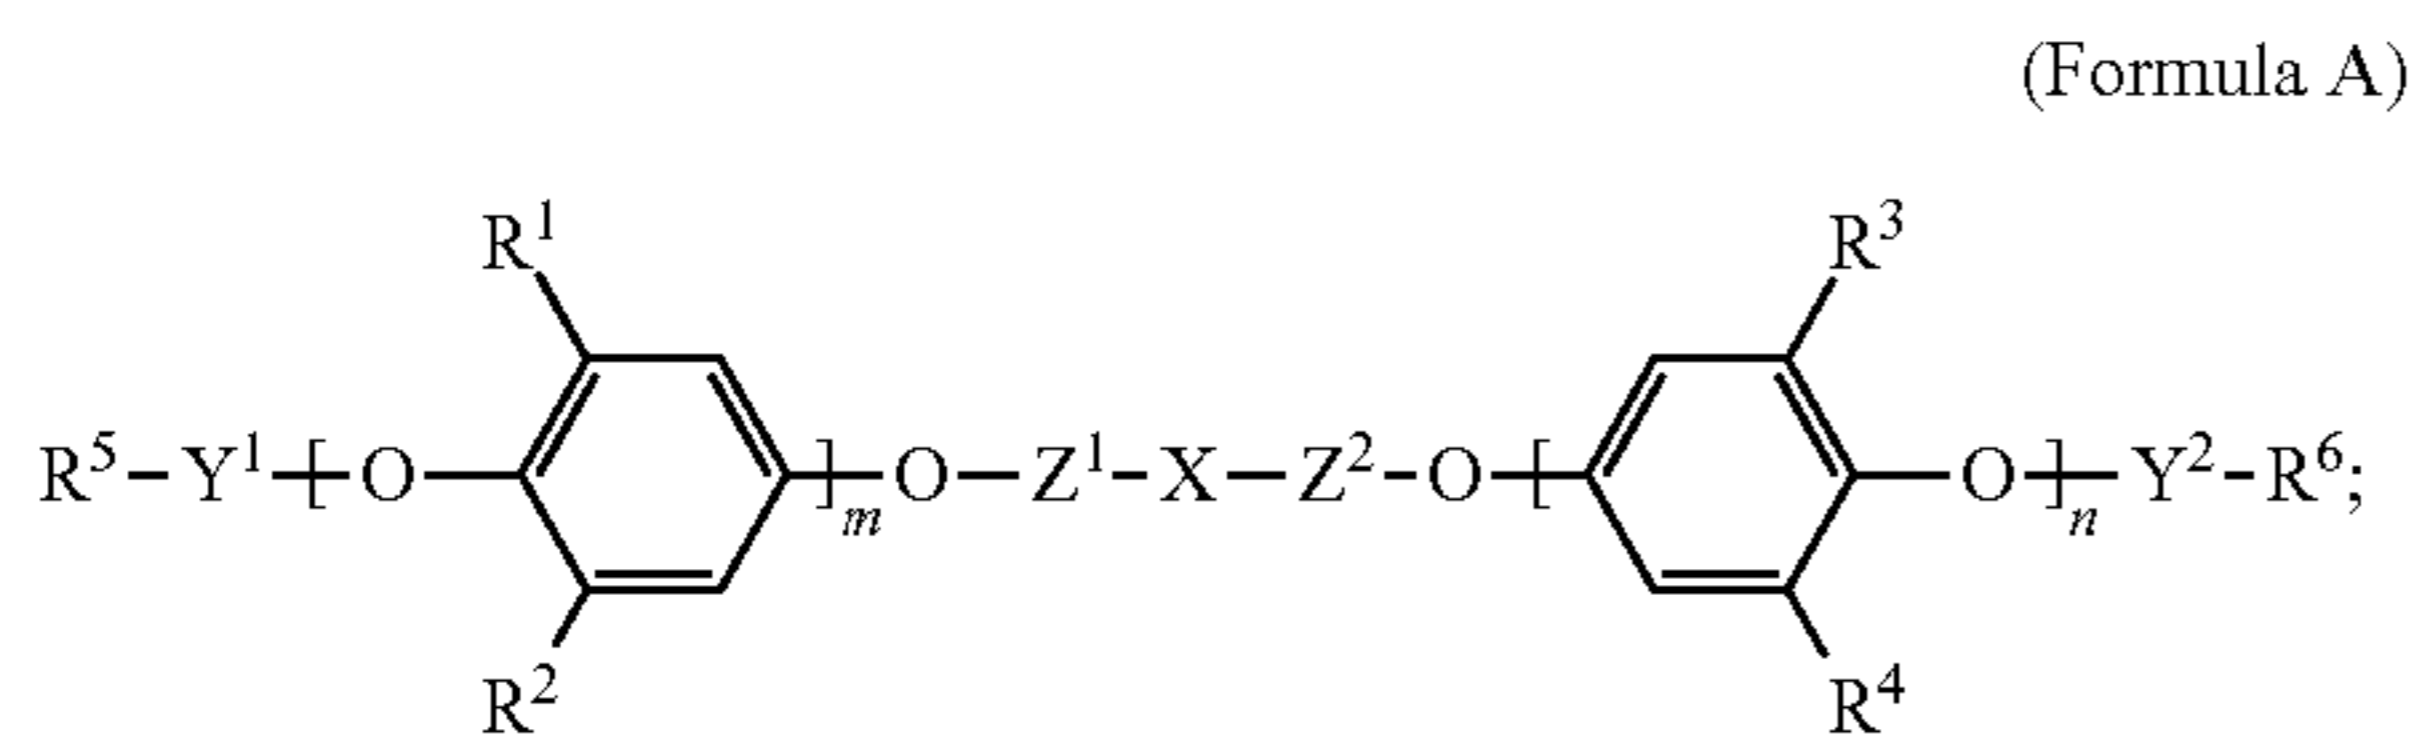 (Formula A)
R¹ R³
R⁵–Y¹–[–O–]ₘ–O–Z¹–X–Z²–O–[–O–]ₙ–Y²–R⁶;
R² R⁴